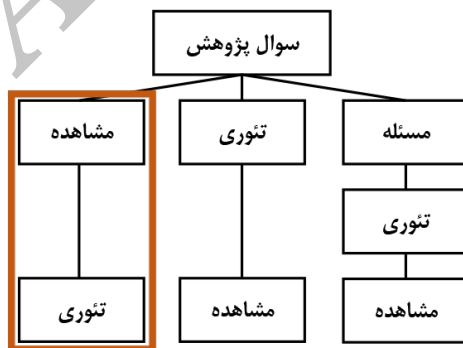 سوال پژوهش
مسئله
تئوری
مشاهده
تئوری
مشاهده
مشاهده
تئوری